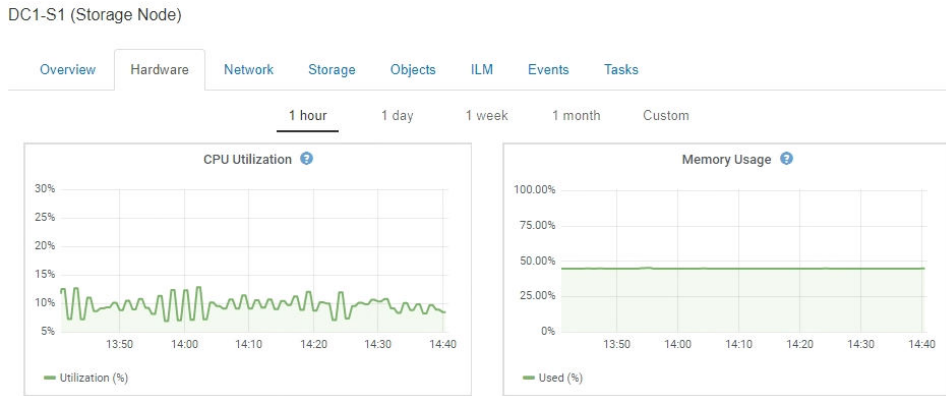 DC1-S1 (Storage Node)
Overview Hardware Network Storage Objects ILM Events Tasks
1 hour 1 day 1 week 1 month Custom
CPU Utilization ?
30%
25%
20%
15%
10%
5%
13:50 14:00 14:10 14:20 14:30 14:40
Utilization (%)
Memory Usage ?
100.00%
75.00%
50.00%
25.00%
0%
13:50 14:00 14:10 14:20 14:30 14:40
Used (%)